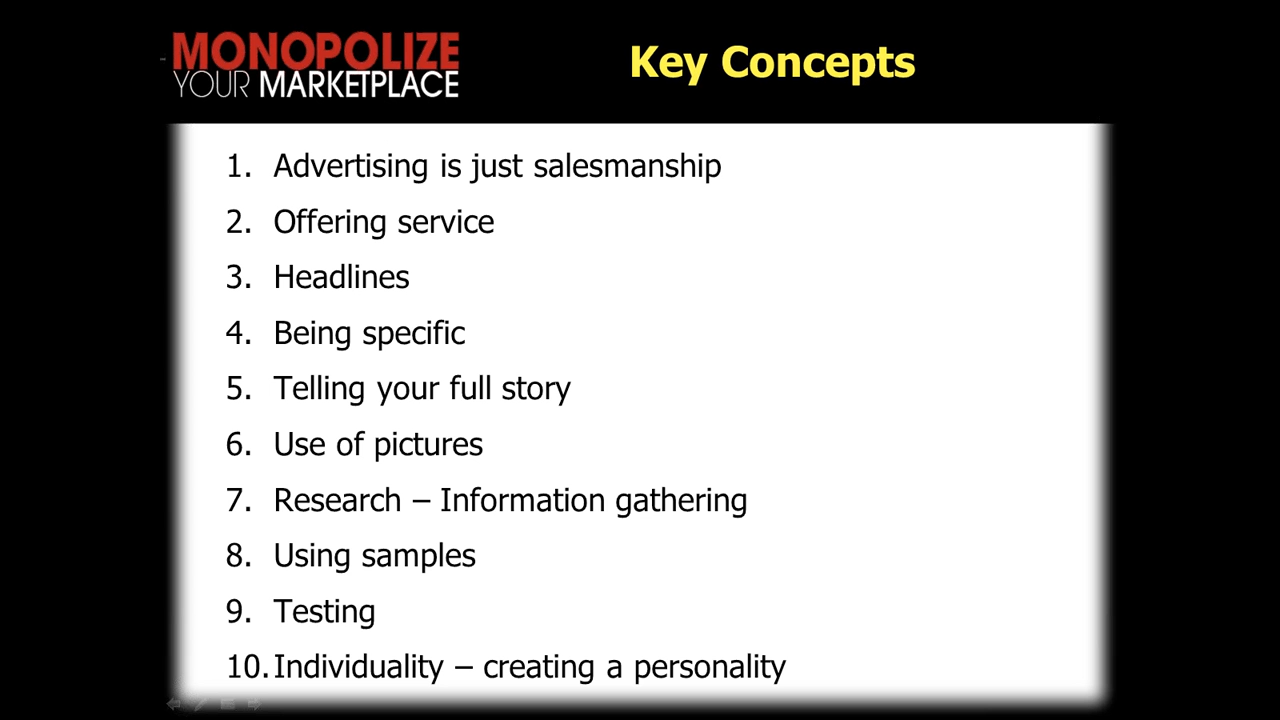 MONOPOLIZE
YOUR MARKETPLACE
Key Concepts
1. Advertising is just salesmanship
2. Offering service
3. Headlines
4. Being specific
5. Telling your full story
6. Use of pictures
7. Research – Information gathering
8. Using samples
9. Testing
10. Individuality – creating a personality